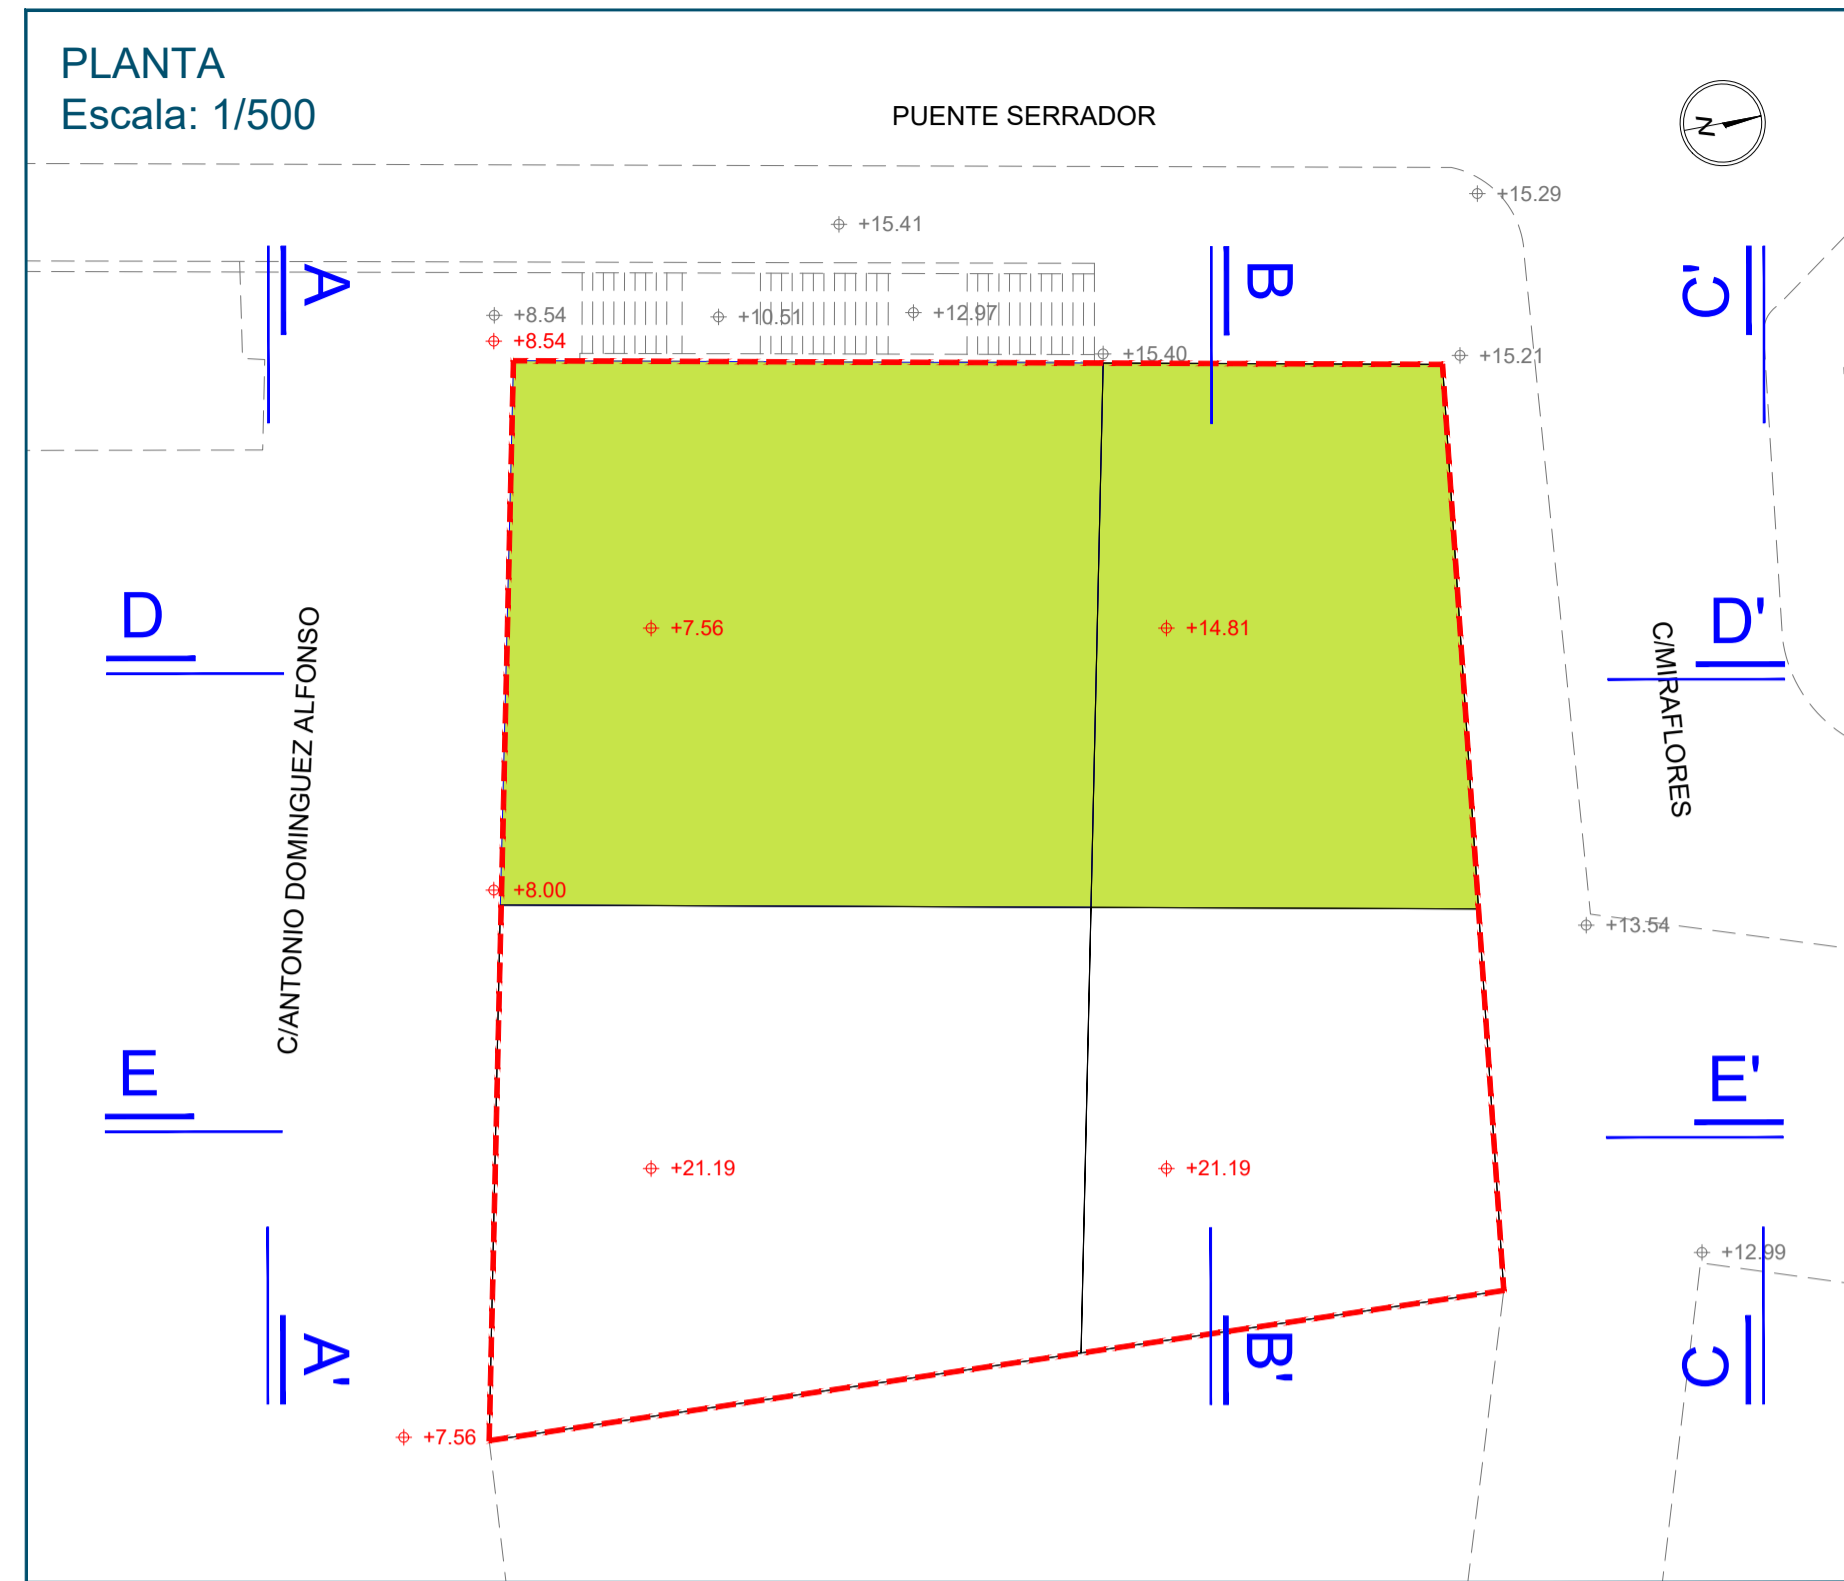 PLANTA
Escala: 1/500
PUENTE SERRADOR
N
+15.29
+15.41
A
B
C'
+8.54
+10.51
+12.97
+8.54
+15.40
+15.21
D
+7.56
+14.81
D'
C/ANTONIO DOMINGUEZ ALFONSO
C/MIRAFLORES
+8.00
+13.54
E
E'
+21.19
+21.19
+12.99
A'
B'
C
+7.56